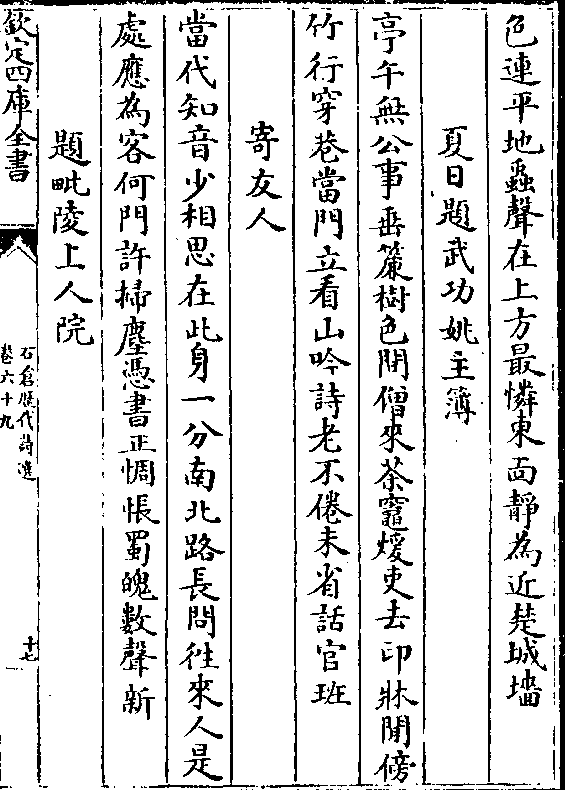 色連平地蟲聲在上方最憐東面靜為近楚城墻
夏日題武功姚主簿
亭午無公事垂簾樹色閒僧來茶竈煖吏去印牀閒傍
竹行穿巷當門立看山吟詩老不倦未省話官班
寄友人
當代知音少相思在此身一分南北路長問徃來人是
處應為客何門許掃塵憑書正惆悵蜀魄數聲新
題毗陵上人院
欽定四庫全書
石倉歷代詩選
卷六十九
十七